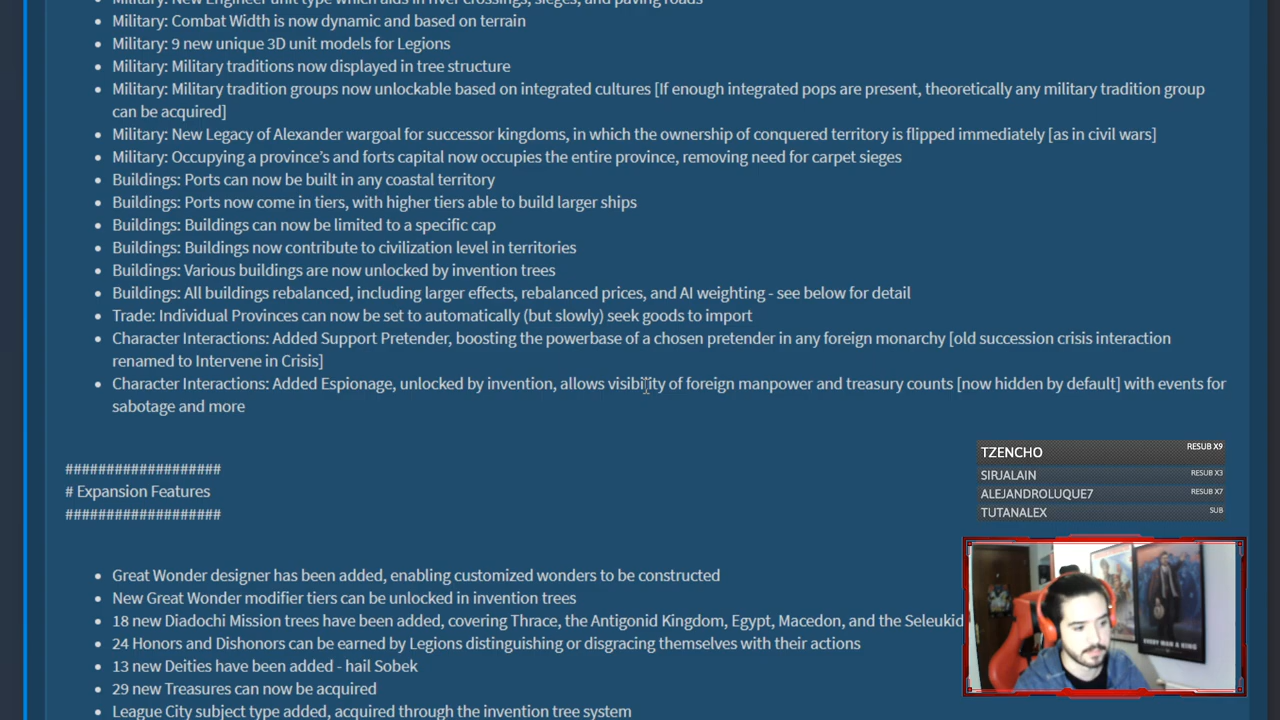 Military: New Engineer unit type which aids in river crossings, sieges, and paving roads
Military: Combat Width is now dynamic and based on terrain
Military: 9 new unique 3D unit models for Legions
Military: Military traditions now displayed in tree structure
Military: Military tradition groups now unlockable based on integrated cultures [If enough integrated pops are present, theoretically any military tradition group
can be acquired]
Military: New Legacy of Alexander wargoal for successor kingdoms, in which the ownership of conquered territory is flipped immediately [as in civil wars]
Military: Occupying a province's and forts capital now occupies the entire province, removing need for carpet sieges
Buildings: Ports can now be built in any coastal territory
Buildings: Ports now come in tiers, with higher tiers able to build larger ships
Buildings: Buildings can now be limited to a specific cap
Buildings: Buildings now contribute to civilization level in territories
Buildings: Various buildings are now unlocked by invention trees
Buildings: All buildings rebalanced, including larger effects, rebalanced prices, and AI weighting - see below for detail
Trade: Individual Provinces can now be set to automatically (but slowly) seek goods to import
Character Interactions: Added Support Pretender, boosting the powerbase of a chosen pretender in any foreign monarchy [old succession crisis interaction
renamed to Intervene in Crisis]
Character Interactions: Added Espionage, unlocked by invention, allows visibility of foreign manpower and treasury counts [now hidden by default] with events for
sabotage and more
###################
# Expansion Features
###################
Great Wonder designer has been added, enabling customized wonders to be constructed
New Great Wonder modifier tiers can be unlocked in invention trees
18 new Diadochi Mission trees have been added, covering Thrace, the Antigonid Kingdom, Egypt, Macedon, and the Seleukid
24 Honors and Dishonors can be earned by Legions distinguishing or disgracing themselves with their actions
13 new Deities have been added - hail Sobek
29 new Treasures can now be acquired
League City subject type added, acquired through the invention tree system
TZENCHO RESUB X9
SIRJALAIN RESUB X3
ALEJANDROLUQUE7 RESUB X7
TUTANALEX SUB